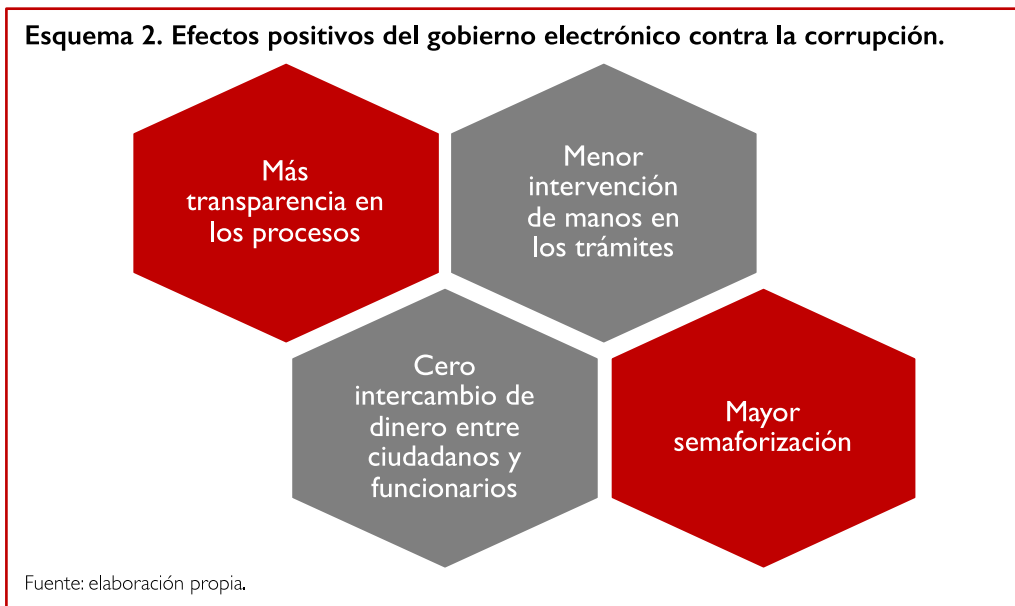 Esquema 2. Efectos positivos del gobierno electrónico contra la corrupción.
Más
transparencia en
los procesos
Menor
intervención
de manos en
los trámites
Cero
intercambio de
dinero entre
ciudadanos y
funcionarios
Mayor
semaforización
Fuente: elaboración propia.